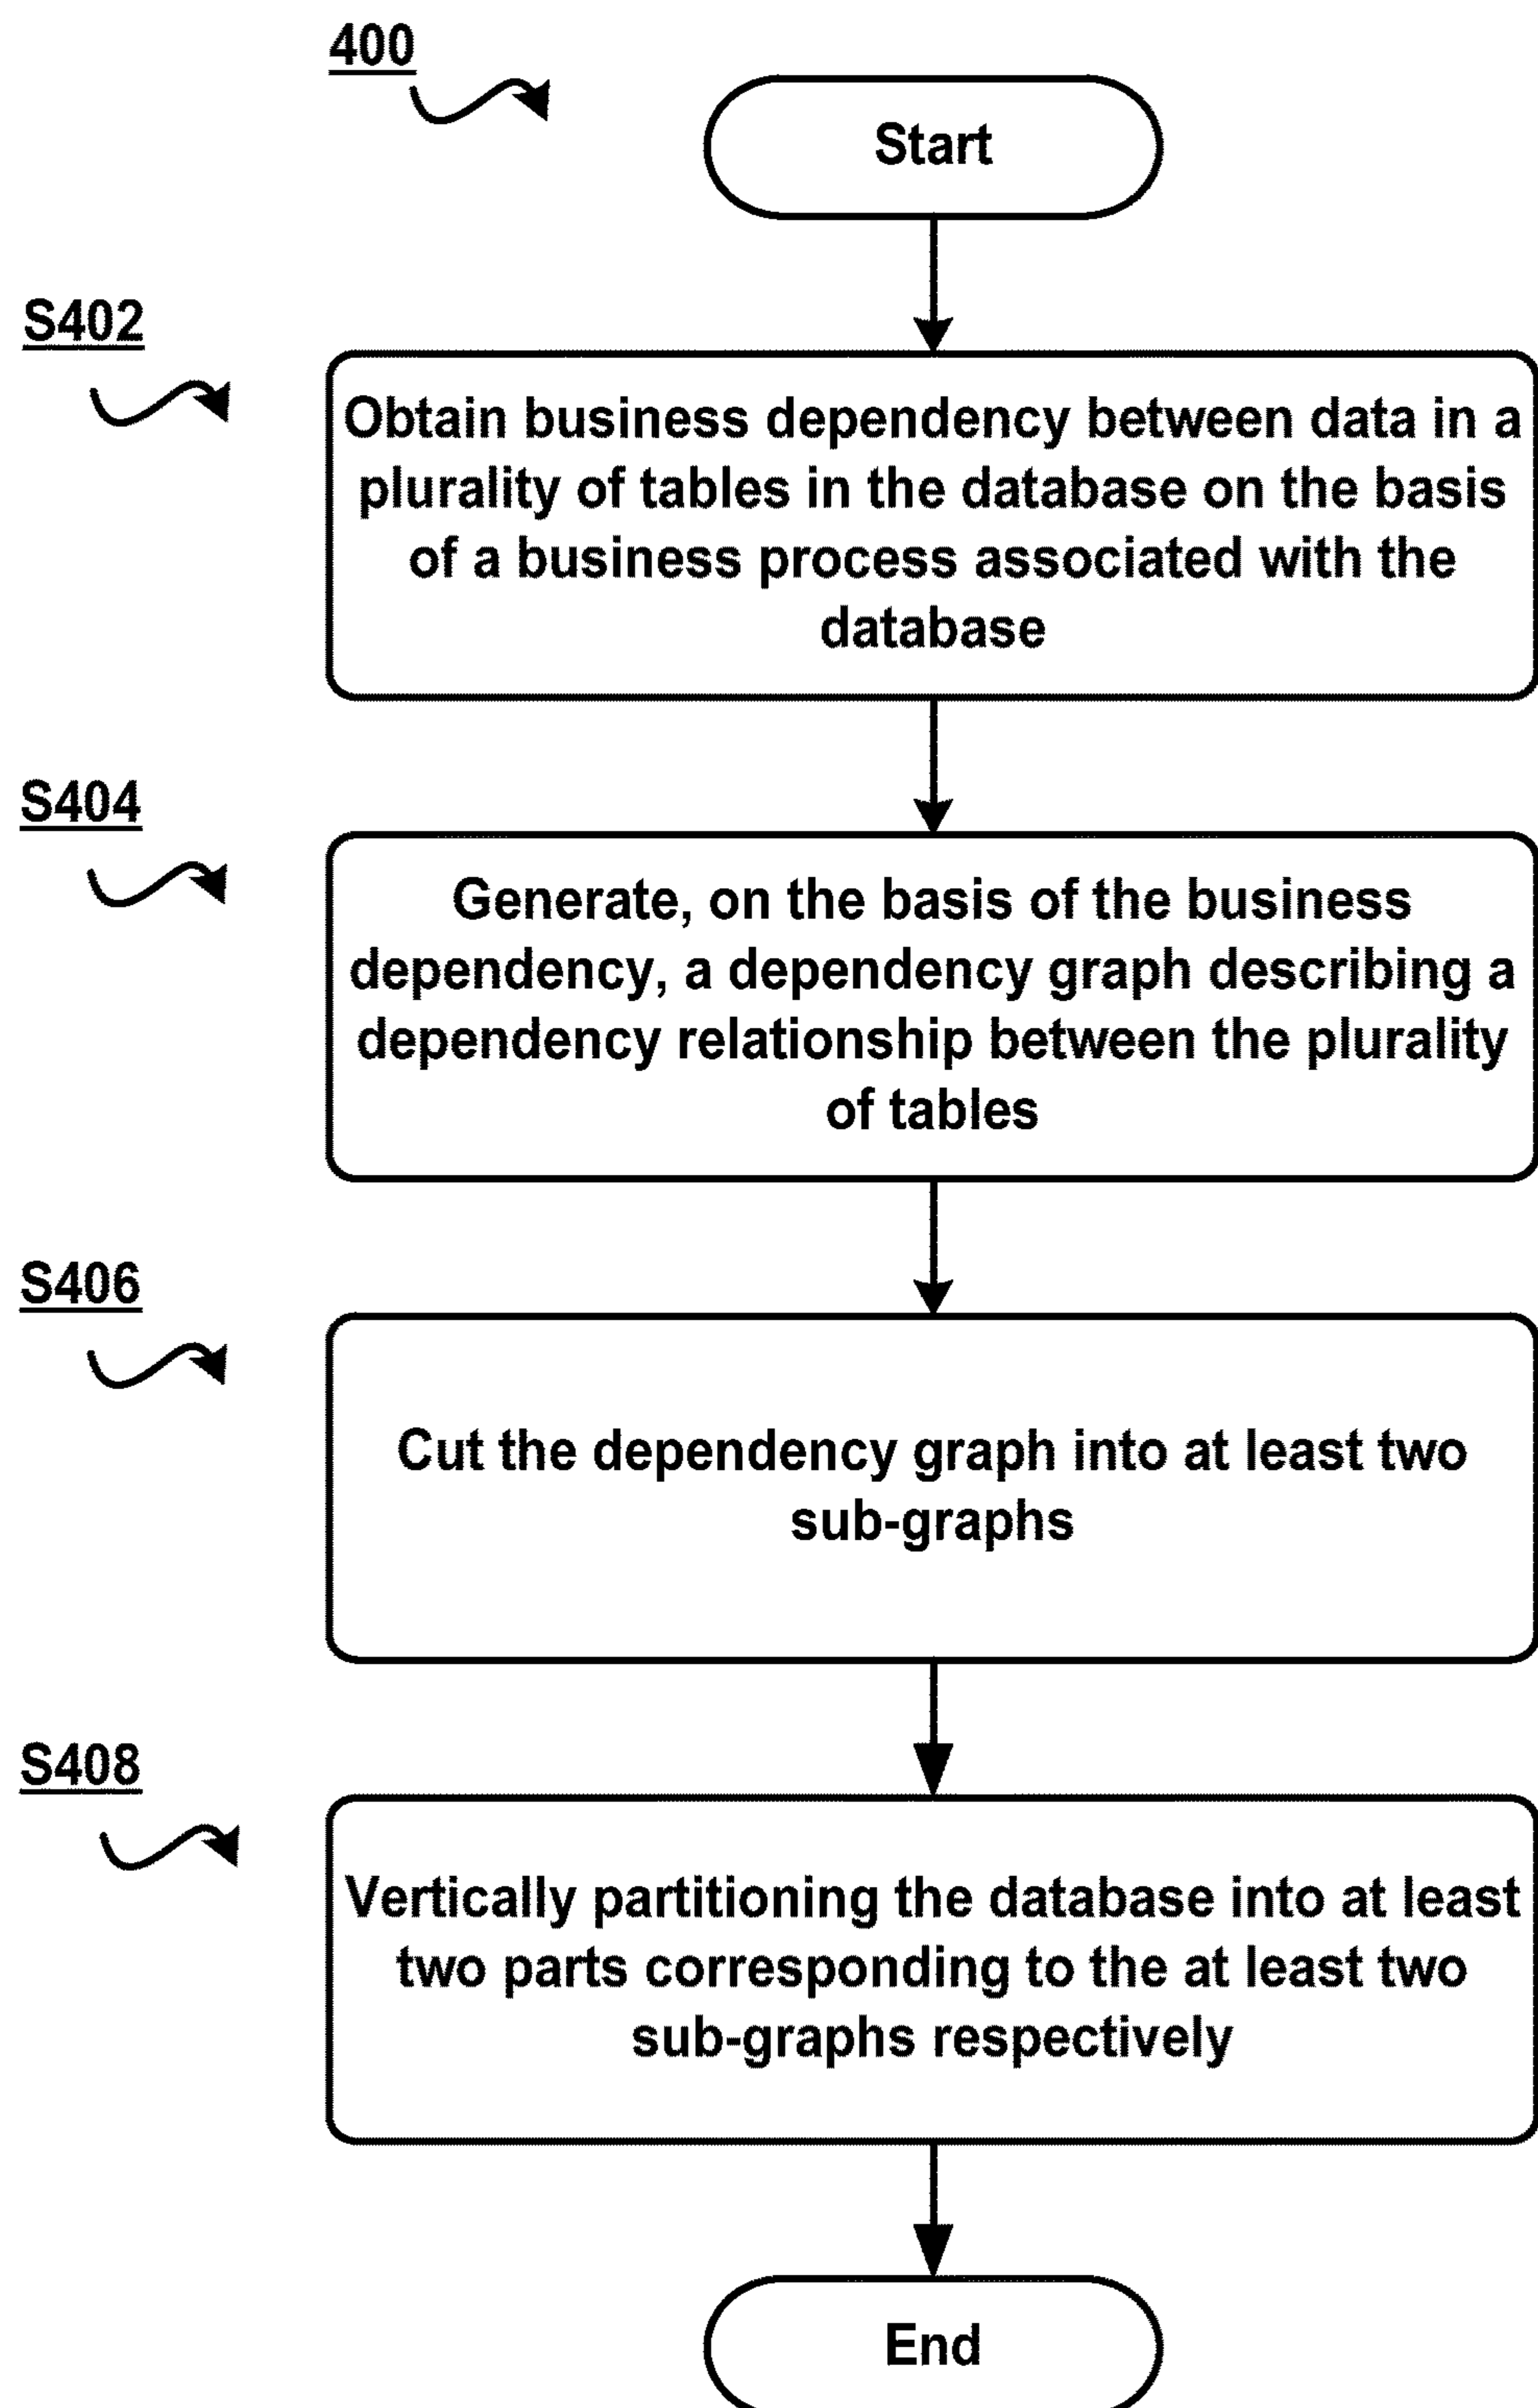 400
Start
S402
Obtain business dependency between data in a
plurality of tables in the database on the basis
of a business process associated with the
database
S404
Generate, on the basis of the business
dependency, a dependency graph describing a
dependency relationship between the plurality
of tables
S406
Cut the dependency graph into at least two
sub-graphs
S408
Vertically partitioning the database into at least
two parts corresponding to the at least two
sub-graphs respectively
End